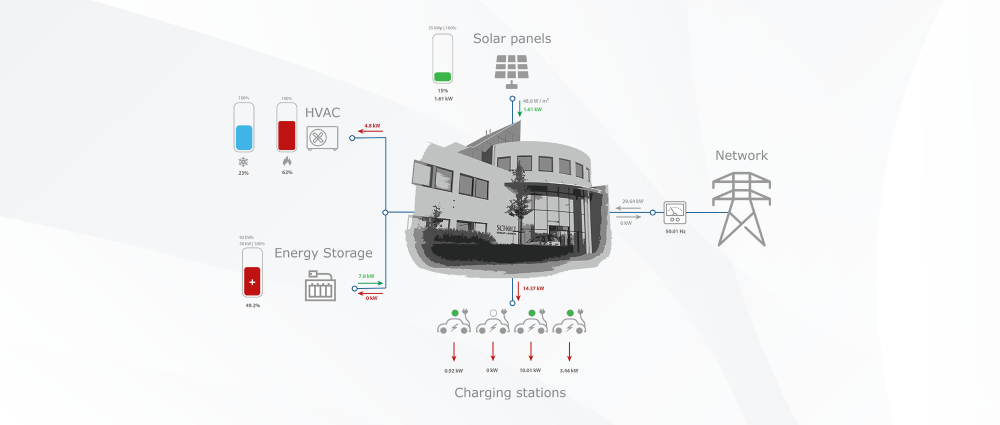 35 kWp | 100%
Solar panels
15%
1.61 kW
48.8 W / m²
1.61 kW
100%
100%
HVAC
23%
62%
4.8 kW
Network
29.64 kW
0 kW
50.01 Hz
SCHOLT
ENERGY CONTROL
92 kWh
50 kW | 100%
Energy Storage
+
49.2%
7.8 kW
0 kW
14.37 kW
0.92 kW
0 kW
10.01 kW
3.44 kW
Charging stations